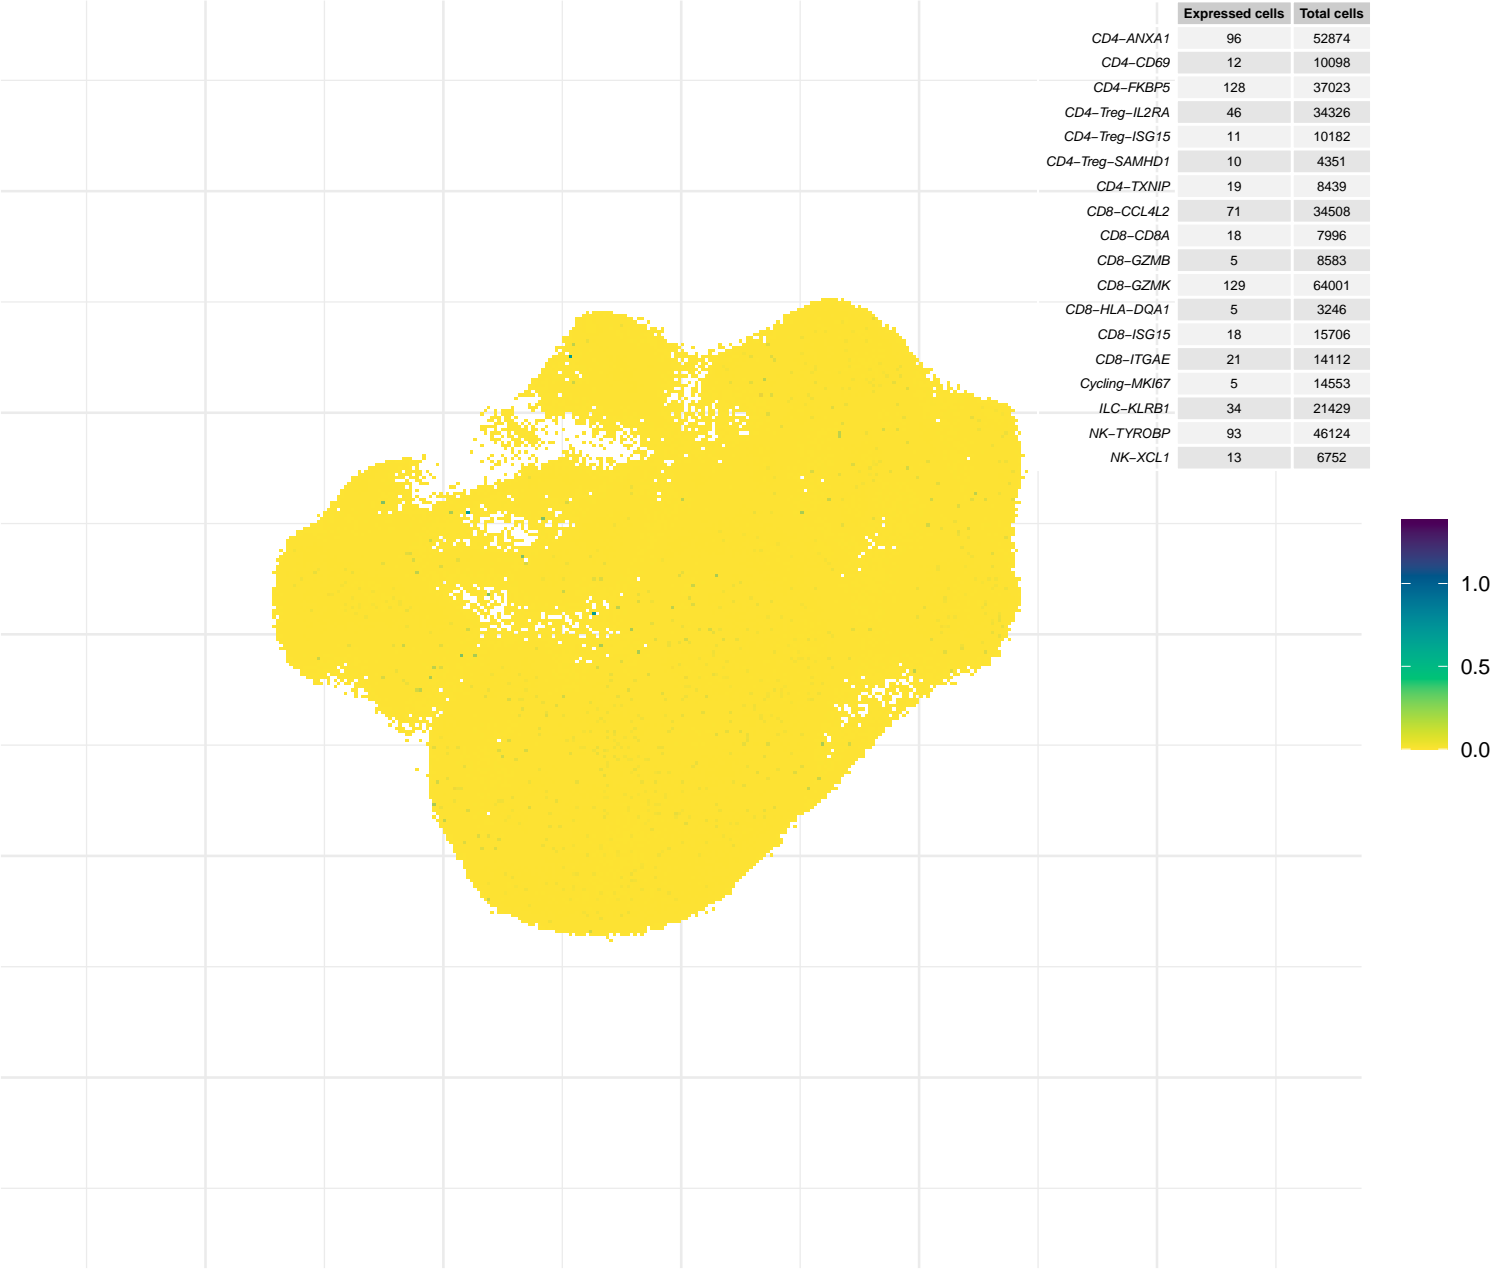 Expressed cells Total cells
CD4−ANXA1 96 52874
CD4−CD69 12 10098
CD4−FKBP5 128 37023
CD4−Treg−IL2RA 46 34326
CD4−Treg−ISG15 11 10182
CD4−Treg−SAMHD1 10 4351
CD4−TXNIP 19 8439
CD8−CCL4L2 71 34508
CD8−CD8A 18 7996
CD8−GZMB 5 8583
CD8−GZMK 129 64001
CD8−HLA−DQA1 5 3246
CD8−ISG15 18 15706
CD8−ITGAE 21 14112
Cycling−MKI67 5 14553
ILC−KLRB1 34 21429
NK−TYROBP 93 46124
NK−XCL1 13 6752
1.0
0.5
0.0